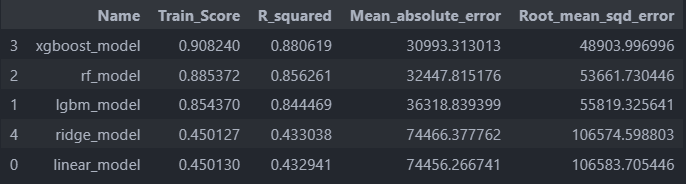 Name Train_Score R_squared Mean_absolute_error Root_mean_sqd_error
3 xgboost_model 0.908240 0.880619 30993.313013 48903.996996
2 rf_model 0.885372 0.856261 32447.815176 53661.730446
1 lgbm_model 0.854370 0.844469 36318.839399 55819.325641
4 ridge_model 0.450127 0.433038 74466.377762 106574.598803
0 linear_model 0.450130 0.432941 74456.266741 106583.705446